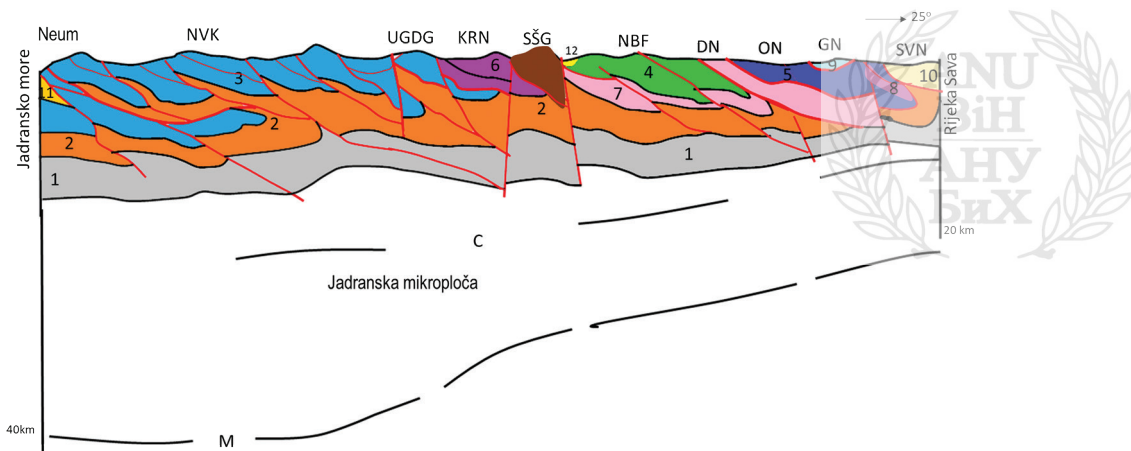 Neum
NVK
UGDG
KRN
SŠG
12
NBF
DN
ON
GN
SVN
25°
Jadransko more
11
3
6
4
5
9
10
8
7
2
2
2
1
1
Rijeka Sava
ANU
BiH
АНУ
БиХ
20 km
C
Jadranska mikroploča
40km
M